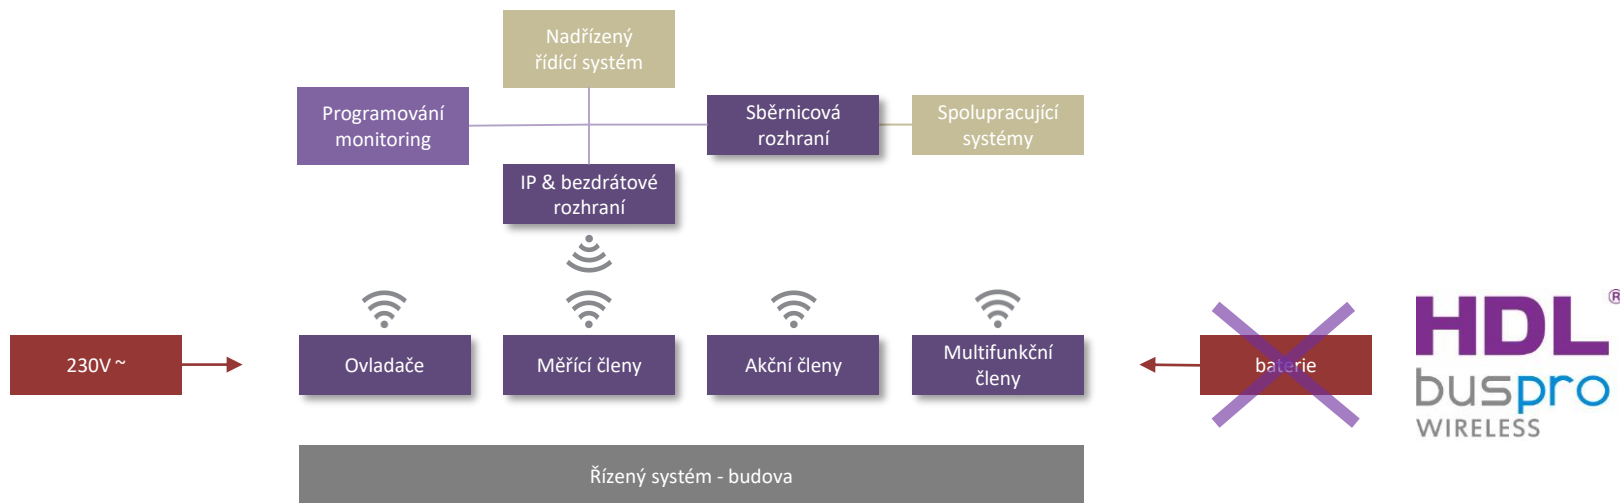 Nadřízený
řídící systém
Programování
monitoring
Sběrnicová
rozhraní
Spolupracující
systémy
IP & bezdrátové
rozhraní
230V ~
Ovladače
Měřící členy
Akční členy
Multifunkční
členy
baterie
HDL®
buspro
WIRELESS
Řízený systém - budova